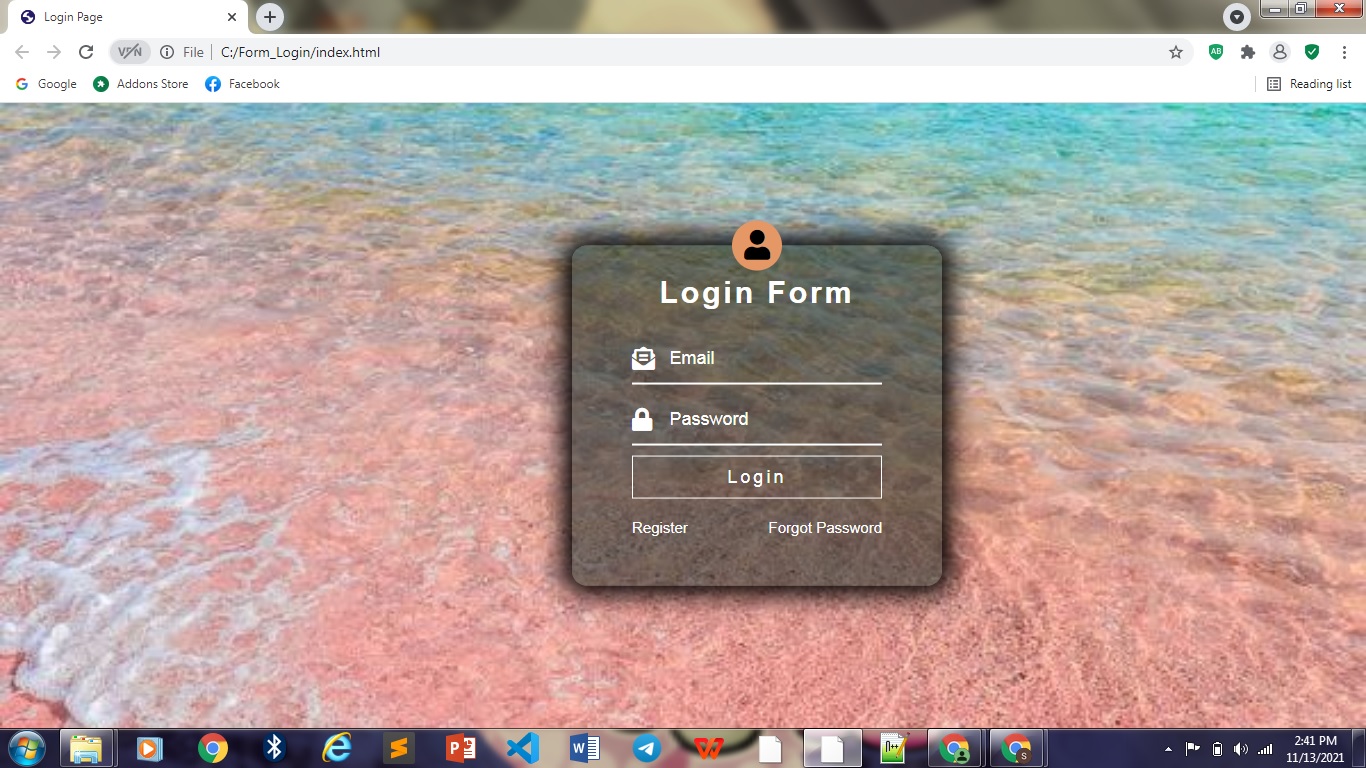 Login Page
VPN
File
C:/Form_Login/index.html
Google
Addons Store
Facebook
Reading list
Login Form
Email
Password
Login
Register
Forgot Password
2:41 PM
11/13/2021